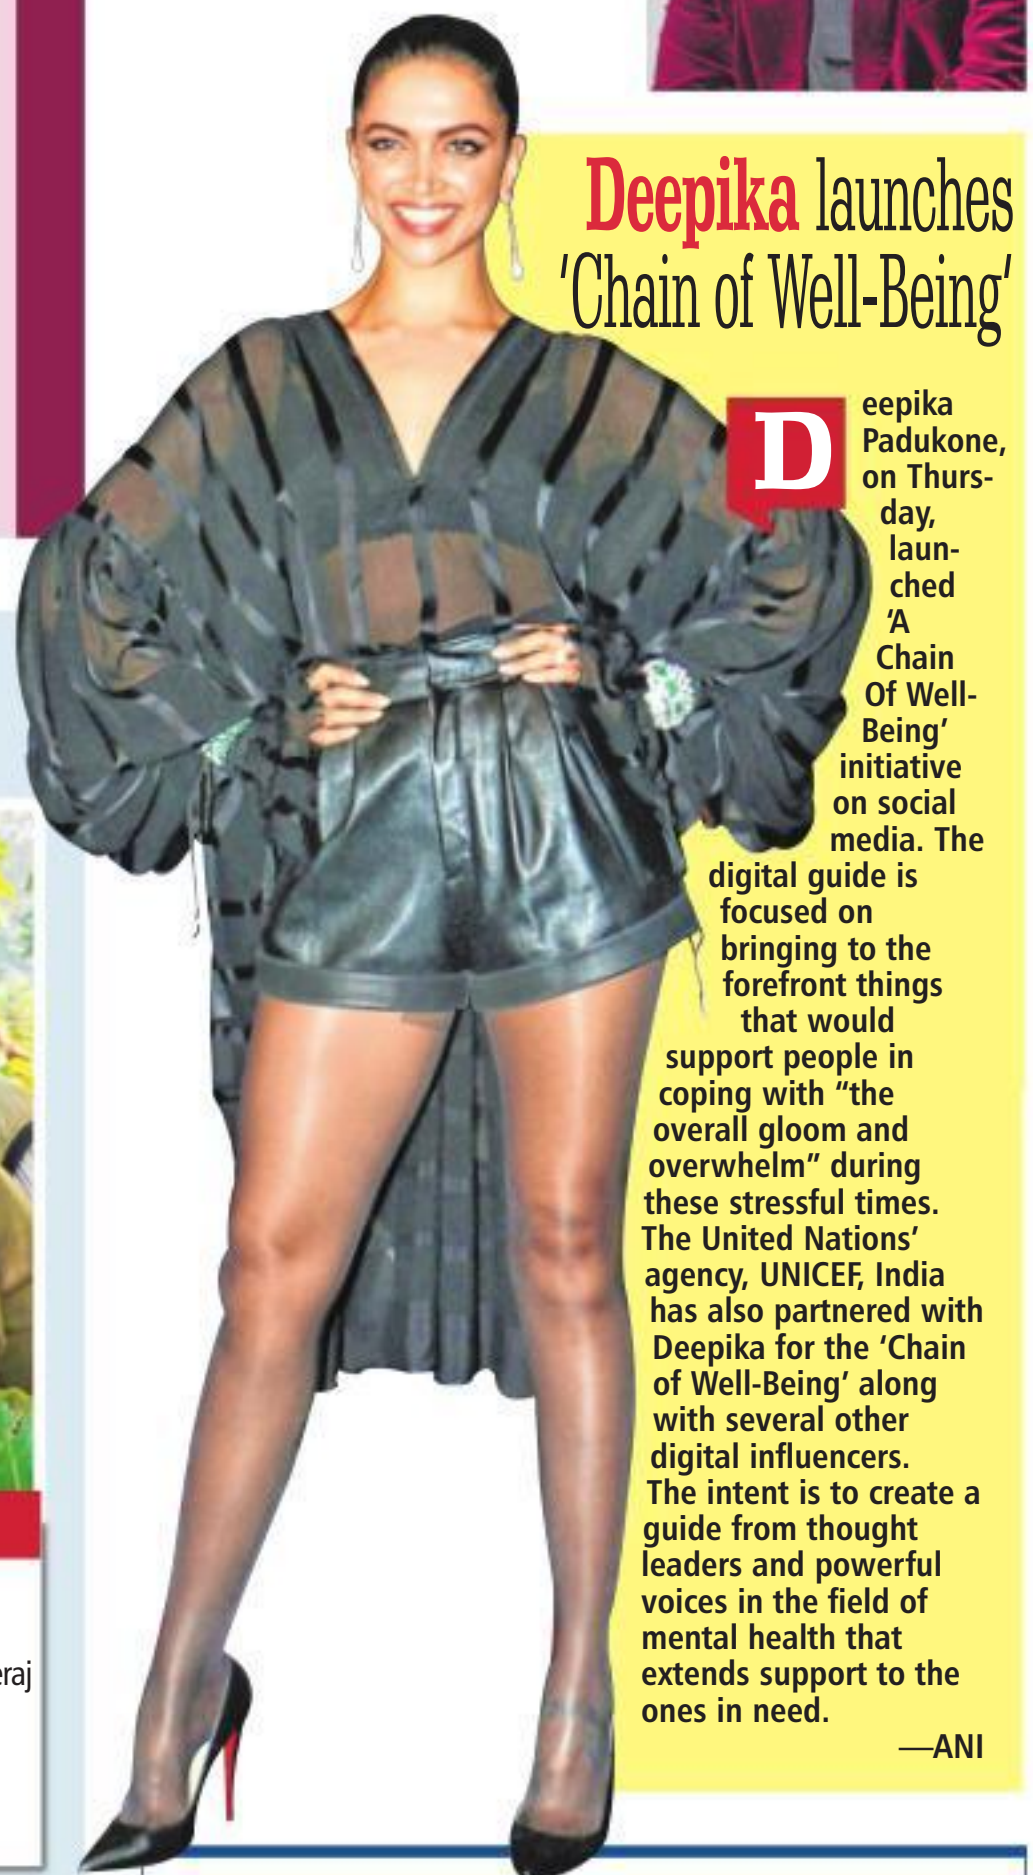 Deepika launches
'Chain of Well-Being'
D
eepika
Padukone,
on Thurs-
day,
laun-
ched
‘A
Chain
Of Well-
Being’
initiative
on social
media. The
digital guide is
focused on
bringing to the
forefront things
that would
support people in
coping with “the
overall gloom and
overwhelm” during
these stressful times.
The United Nations’
agency, UNICEF, India
has also partnered with
Deepika for the ‘Chain
of Well-Being’ along
with several other
digital influencers.
The intent is to create a
guide from thought
leaders and powerful
voices in the field of
mental health that
extends support to the
ones in need.
—ANI
eraj